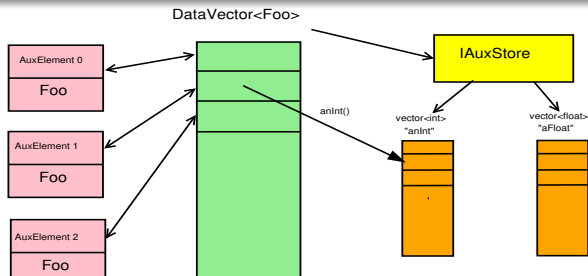 DataVector<Foo>
AuxElement 0
Foo
IAuxStore
anInt()
vector<int>
"anInt"
vector<float>
"aFloat"
AuxElement 1
Foo
AuxElement 2
Foo